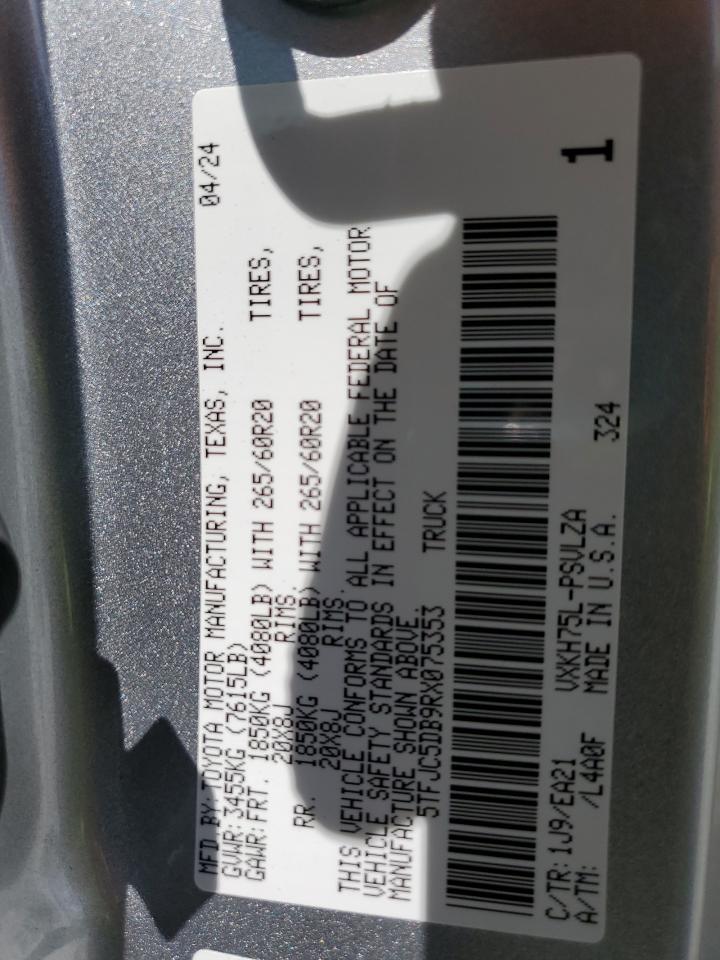 MFD.BY:TOYOTA MOTOR MANUFACTURING, TEXAS, INC. 04/24
GVWR:3455KG (7615LB)
GAWR:FRT. 1850KG (4080LB) WITH 265/60R20 TIRES,
20X8J RIMS.
RR. 1850KG (4080LB) WITH 265/60R20 TIRES,
20X8J RIMS.
THIS VEHICLE CONFORMS TO ALL APPLICABLE FEDERAL MOTOR
VEHICLE SAFETY STANDARDS IN EFFECT ON THE DATE OF
MANUFACTURE SHOWN ABOVE.
5TFJC5DB9RX075353 TRUCK
C/TR:1J9/EA21 VXKH75L-PSVLZA 1
A/TM: /L4A0F MADE IN U.S.A. 324